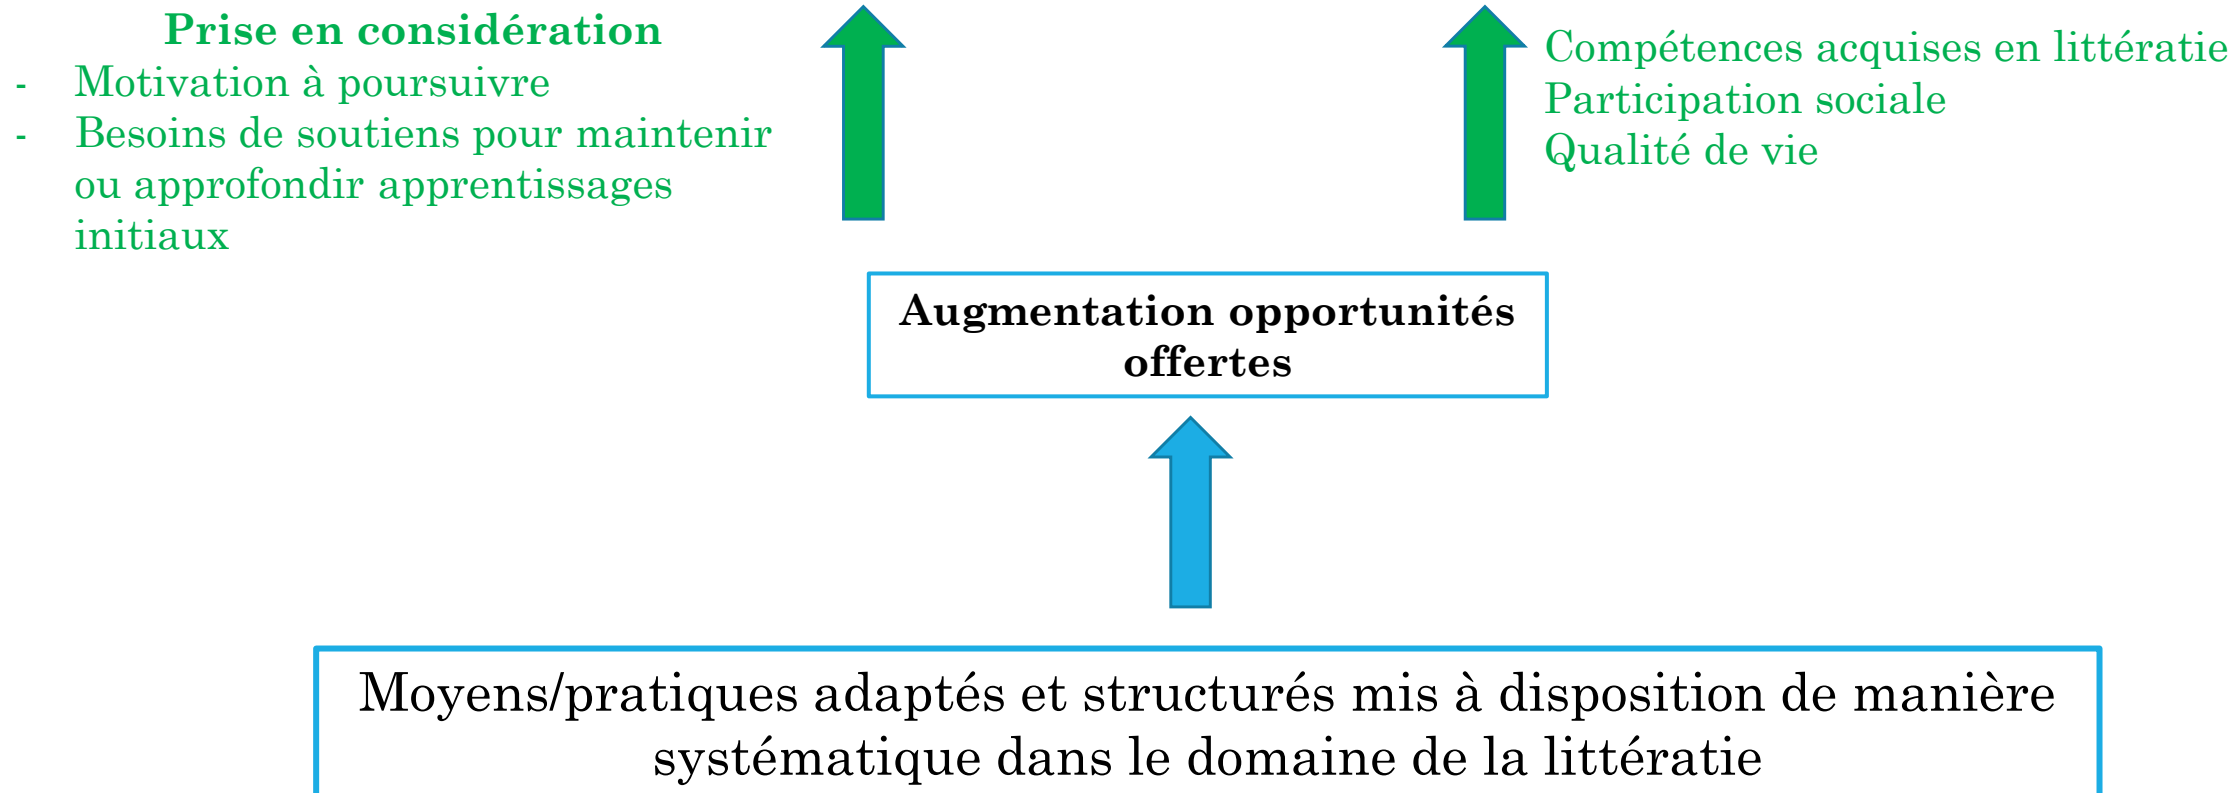 Prise en considération
- Motivation à poursuivre
- Besoins de soutiens pour maintenir
ou approfondir apprentissages
initiaux
Compétences acquises en littératie
Participation sociale
Qualité de vie
Augmentation opportunités
offertes
Moyens/pratiques adaptés et structurés mis à disposition de manière
systématique dans le domaine de la littératie